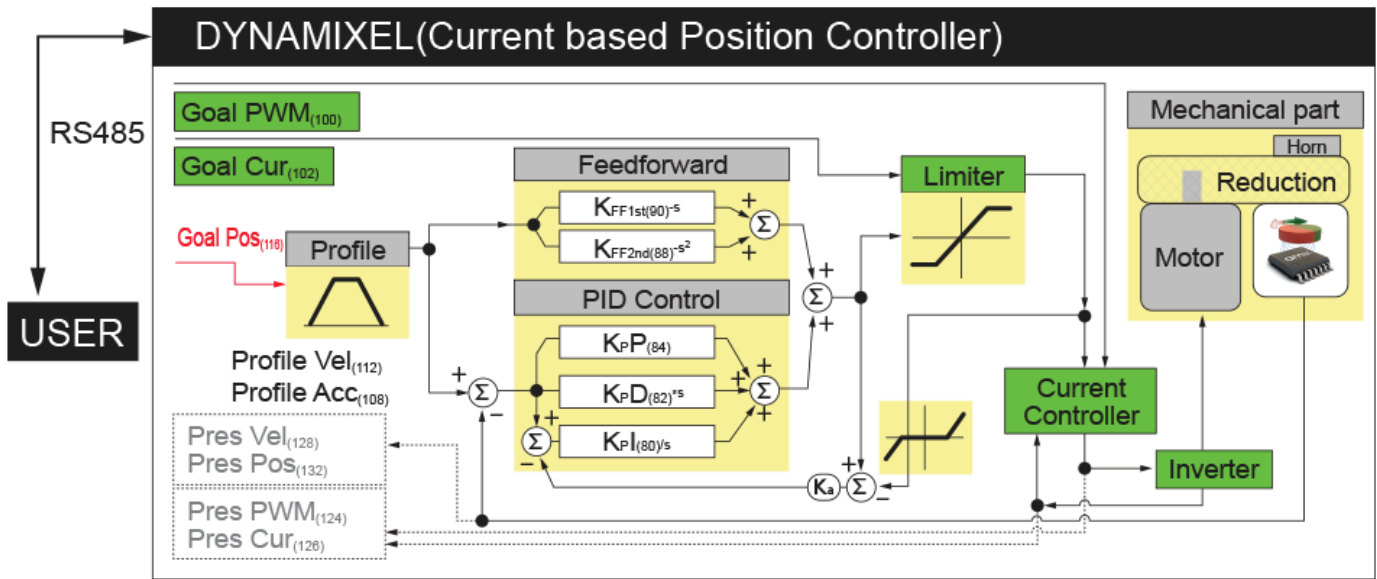 DYNAMIXEL(Current based Position Controller)
RS485
USER
Goal PWM(100)
Goal Cur(102)
Goal Pos(116)
Profile
Profile Vel(112)
Profile Acc(108)
Pres Vel(128)
Pres Pos(132)
Pres PWM(124)
Pres Cur(126)
Feedforward
KFF1st(90)-s
KFF2nd(88)-s²
+
+
Σ
PID Control
KPP(84)
KPD(82)*s
KPI(80)/s
+
-
Σ
+
-
Σ
+
+
+
Σ
+
+
Σ
Ka
+
-
Σ
Limiter
Current
Controller
Inverter
Mechanical part
Horn
Reduction
Motor